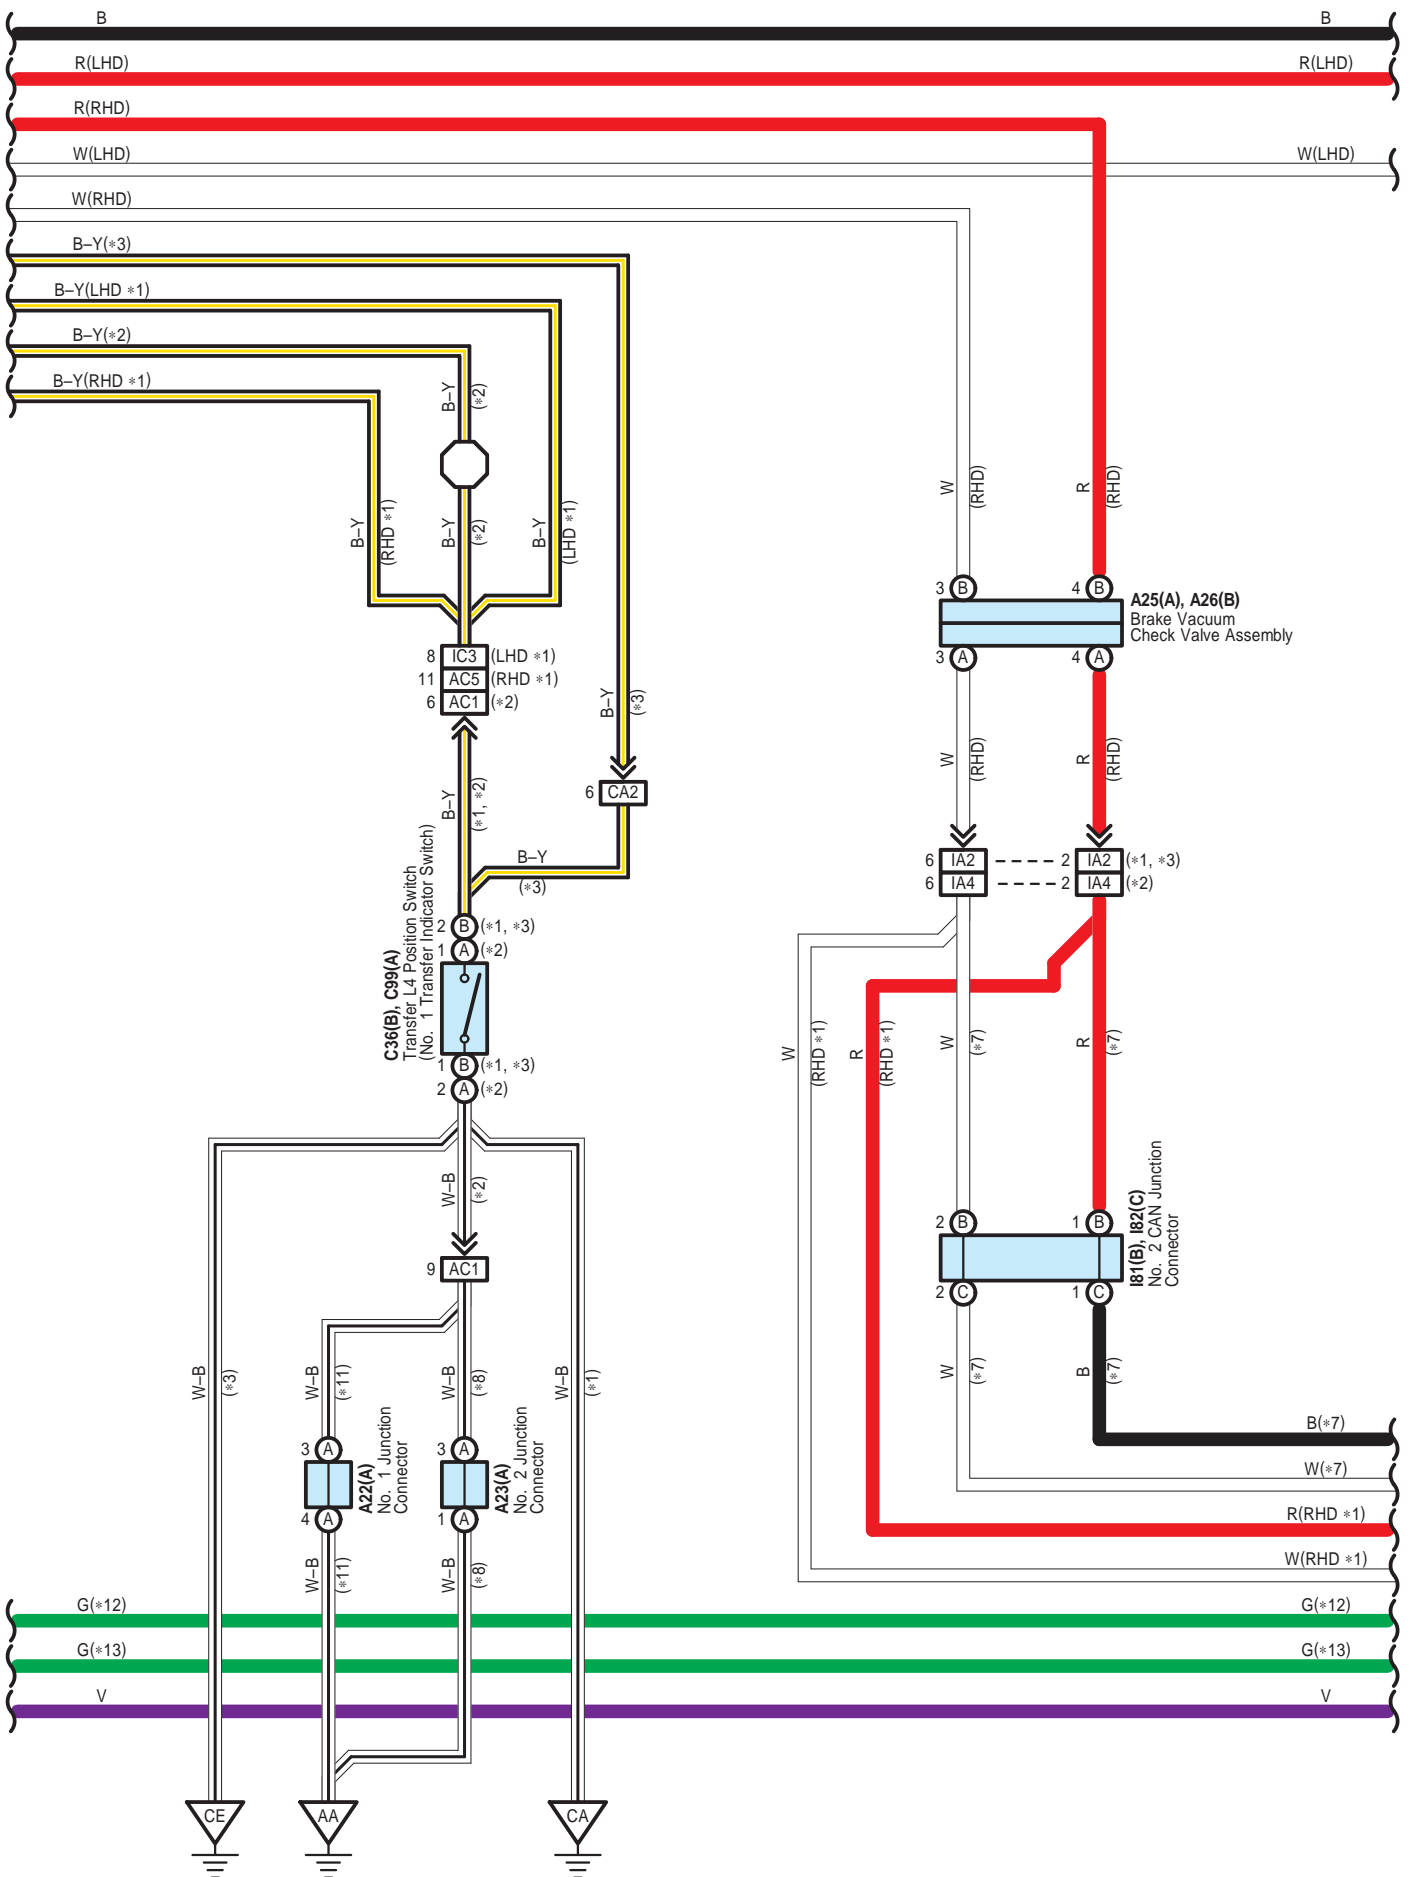 B B
R(LHD) R(LHD)
R(RHD)
W(LHD) W(LHD)
W(RHD)
B–Y(*3)
B–Y(LHD *1)
B–Y(*2)
B–Y(RHD *1)
B–Y
(*2)
B–Y
(RHD *1)
B–Y
(*2)
B–Y
(LHD *1)
W
(RHD)
R
(RHD)
3 B 4 B
A25(A), A26(B)
Brake Vacuum
Check Valve Assembly
3 A 4 A
8 IC3 (LHD *1)
11 AC5 (RHD *1)
6 AC1 (*2)
B–Y
(*3)
W
(RHD)
R
(RHD)
B–Y
(*1, *2)
6 CA2
B–Y
(*3)
6 IA2 2 IA2 (*1, *3)
6 IA4 2 IA4 (*2)
2 B (*1, *3)
1 A (*2)
C36(B), C99(A)
Transfer L4 Position Switch
(No. 1 Transfer Indicator Switch)
1 B (*1, *3)
2 A (*2)
W
(RHD *1)
R
(RHD *1)
W
(*7)
R
(*7)
W–B
(*2)
9 AC1
2 B 1 B
I81(B), I82(C)
No. 2 CAN Junction
Connector
2 C 1 C
W–B
(*3)
W–B
(*11)
W–B
(*8)
W–B
(*1)
W
(*7)
B
(*7)
3 A 3 A
A22(A)
No. 1 Junction
Connector
A23(A)
No. 2 Junction
Connector
4 A 1 A
B(*7)
W(*7)
R(RHD *1)
W(RHD *1)
W–B
(*11)
W–B
(*8)
G(*12) G(*12)
G(*13) G(*13)
V V
CE AA CA